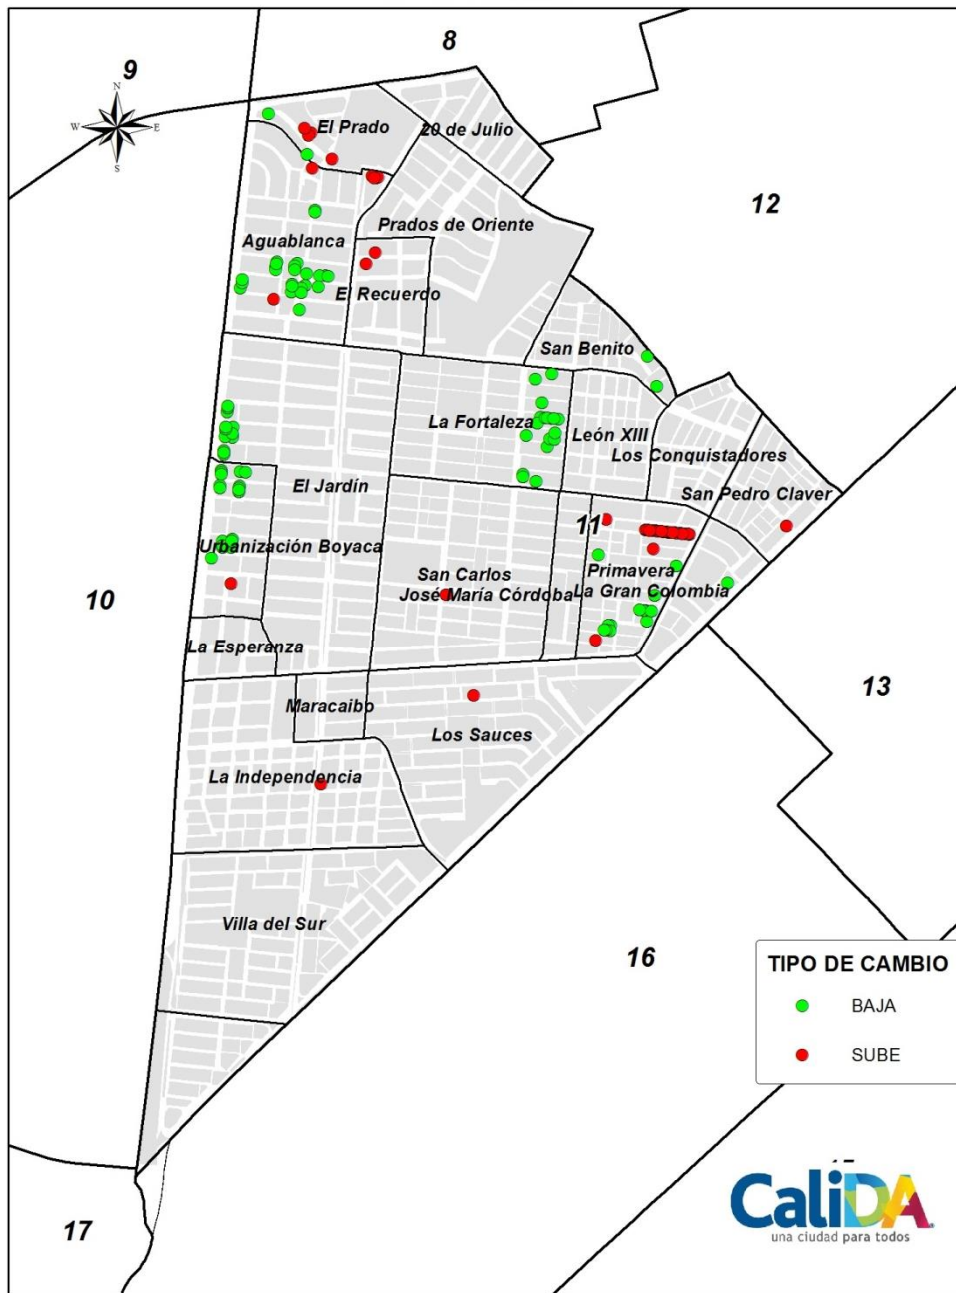 8
9
N
W E
S
El Prado
20 de Julio
12
Prados de Oriente
Aguablanca
El Recuerdo
San Benito
La Fortaleza
León XIII
Los Conquistadores
El Jardín
San Pedro Claver
11
Urbanización Boyaca
San Carlos
Primavera
José María Córdoba
La Gran Colombia
10
La Esperanza
13
Maracaibo
Los Sauces
La Independencia
Villa del Sur
16
TIPO DE CAMBIO
BAJA
SUBE
17
CaliDA
una ciudad para todos